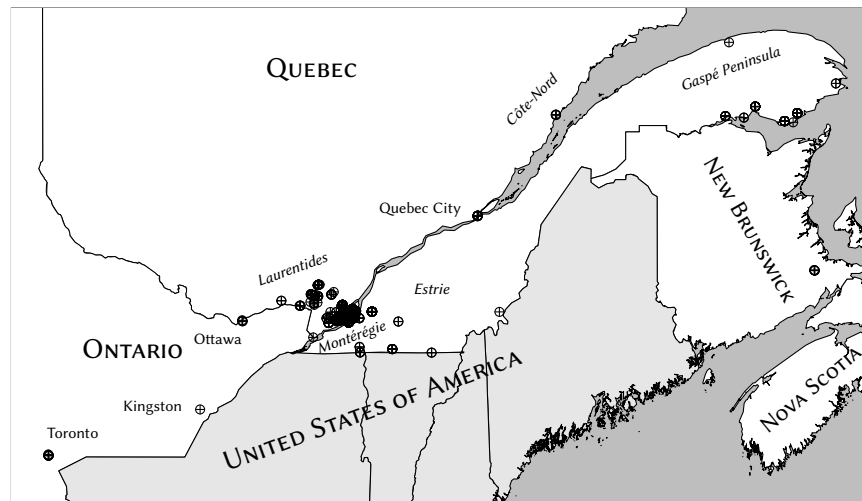 QUEBEC
Gaspé Peninsula
Côte-Nord
NEW BRUNSWICK
Quebec City
Laurentides
Estrie
Ottawa
Montérégie
ONTARIO
UNITED STATES OF AMERICA
NOVA SCOTIA
Kingston
Toronto